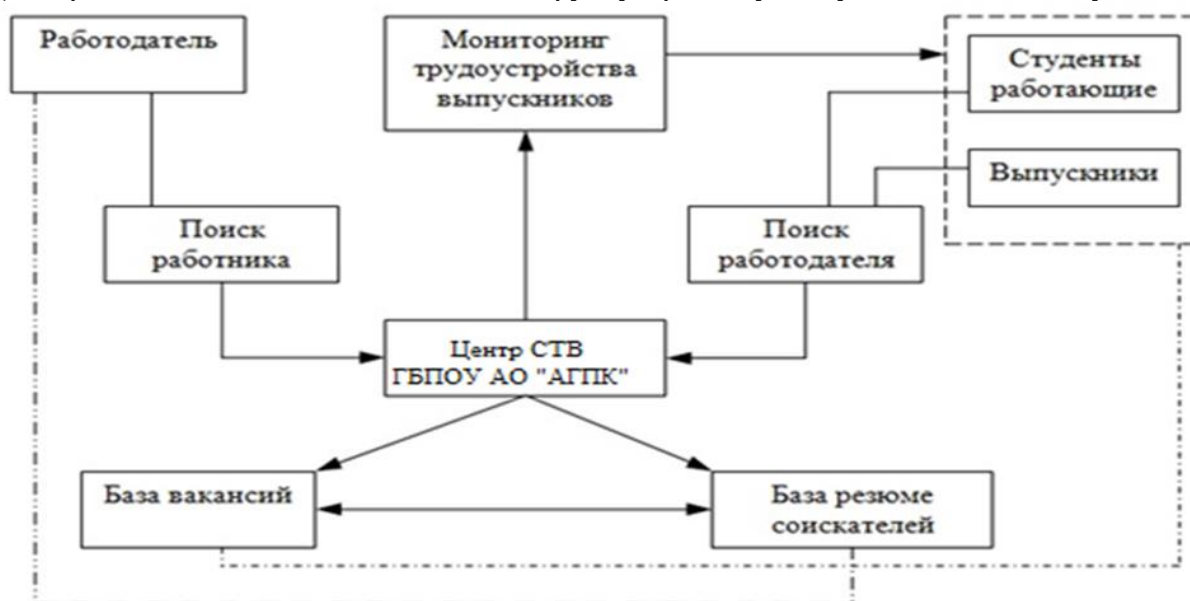 Работодатель
Мониторинг
трудоустройства
выпускников
Студенты
работающие
Выпускники
Поиск
работника
Поиск
работодателя
Центр СТВ
ГБПОУ АО "АГПК"
База вакансий
База резюме
соискателей